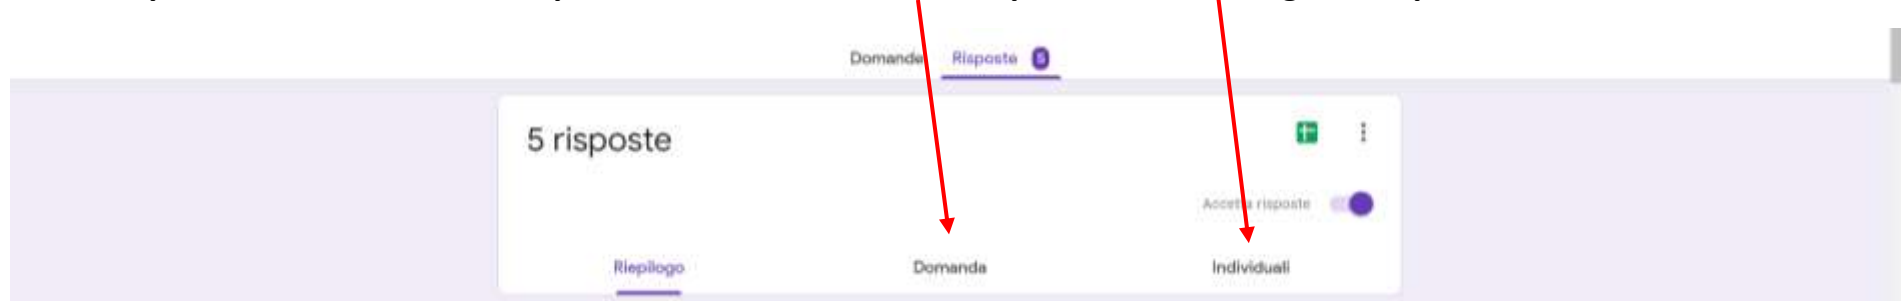 Domande Risposte 5
5 risposte
Accetta risposte
Riepilogo Domanda Individuali